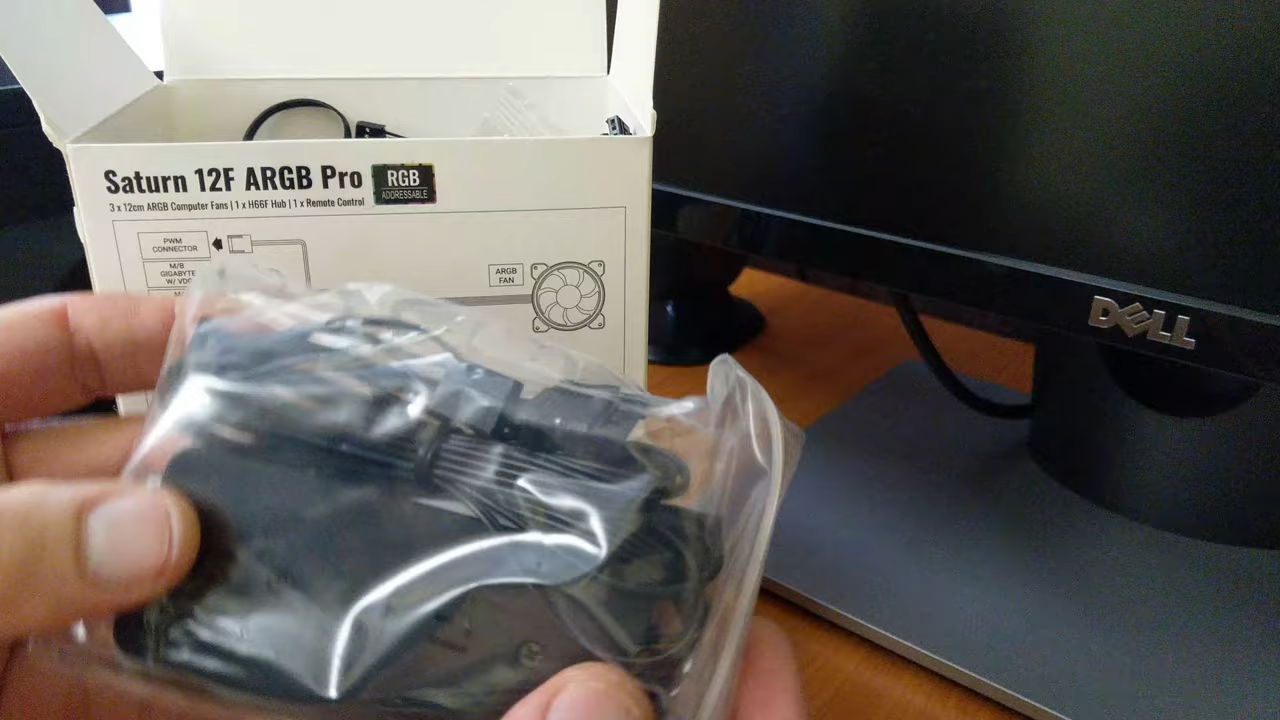 Saturn 12F ARGB Pro
RGB
ADDRESSABLE
3 x 12cm ARGB Computer Fans | 1 x H66F Hub | 1 x Remote Control
PWM
CONNECTOR
M/B
GIGABYTE
W/ VDG
ARGB
FAN
DELL